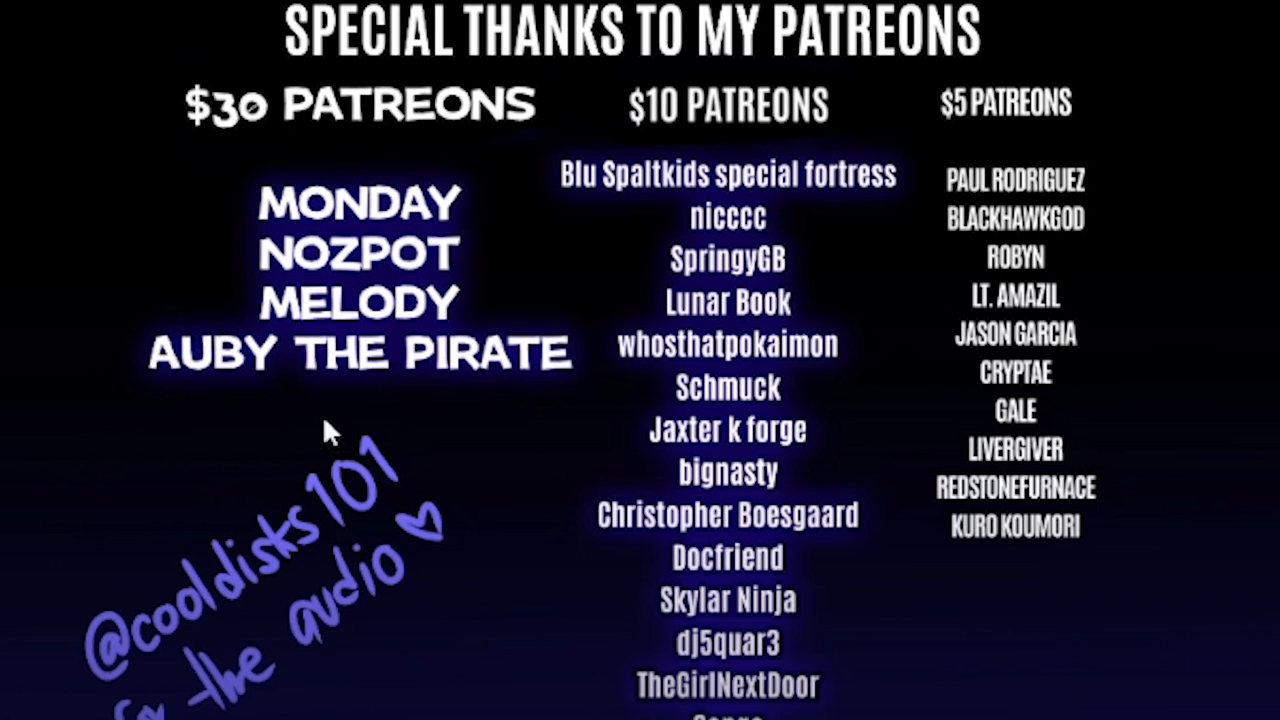 SPECIAL THANKS TO MY PATREONS
$30 PATREONS
MONDAY
NOZPOT
MELODY
AUBY THE PIRATE
@cooldisks101
for the audio ♡
$10 PATREONS
Blu Spaltkids special fortress
nicccc
SpringyGB
Lunar Book
whosthatpokaimon
Schmuck
Jaxter k forge
bignasty
Christopher Boesgaard
Docfriend
Skylar Ninja
dj5quar3
TheGirlNextDoor
$5 PATREONS
PAUL RODRIGUEZ
BLACKHAWKGOD
ROBYN
LT. AMAZIL
JASON GARCIA
CRYPTAE
GALE
LIVERGIVER
REDSTONEFURNACE
KURO KOUMORI